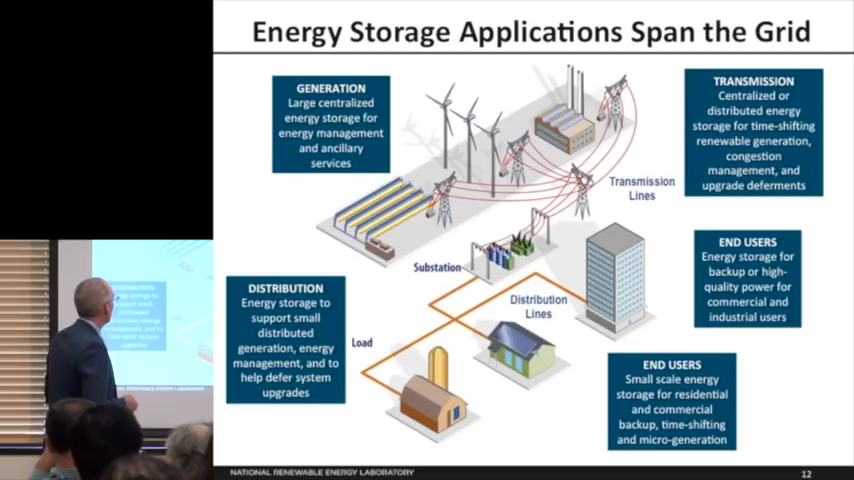 Energy Storage Applications Span the Grid
GENERATION
Large centralized
energy storage for
energy management
and ancillary
services
TRANSMISSION
Centralized or
distributed energy
storage for time-shifting
renewable generation,
congestion
management, and
upgrade deferments
Transmission
Lines
END USERS
Energy storage for
backup or high-
quality power for
commercial and
industrial users
Substation
DISTRIBUTION
Energy storage to
support small
distributed
generation, energy
management, and to
help defer system
upgrades
Distribution
Lines
Load
END USERS
Small scale energy
storage for residential
and commercial
backup, time-shifting
and micro-generation
NATIONAL RENEWABLE ENERGY LABORATORY
12